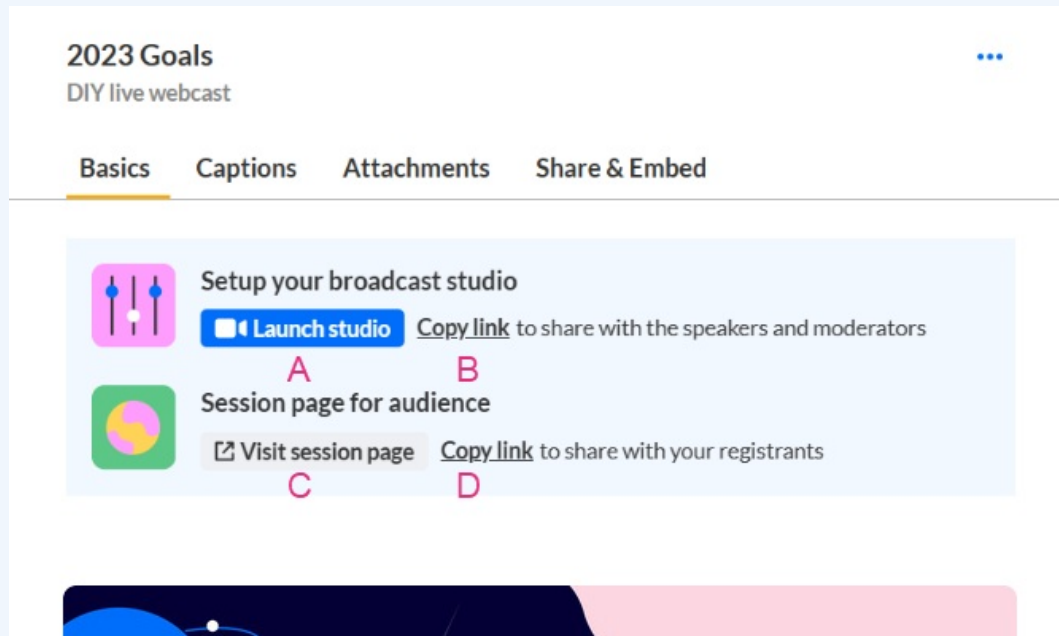 2023 Goals
DIY live webcast
Basics Captions Attachments Share & Embed
Setup your broadcast studio
Launch studio Copy link to share with the speakers and moderators
A B
Session page for audience
Visit session page Copy link to share with your registrants
C D